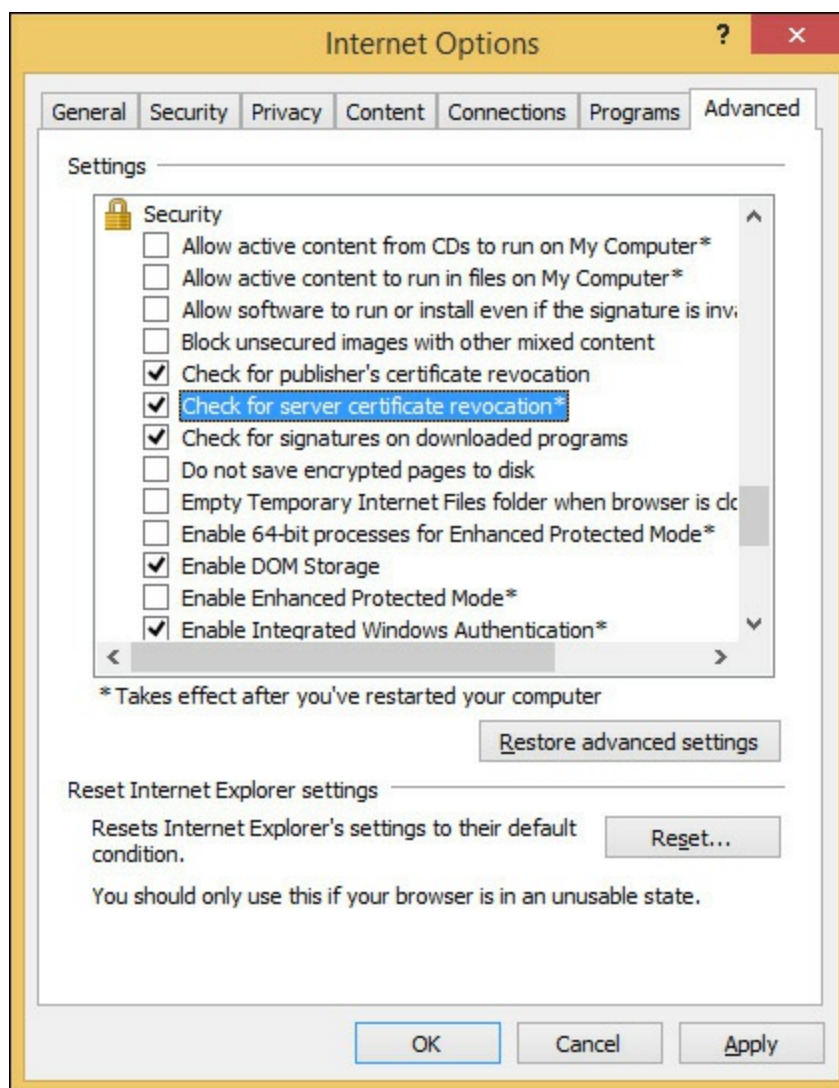 Internet Options
?
General Security Privacy Content Connections Programs Advanced
Settings
Security
Allow active content from CDs to run on My Computer*
Allow active content to run in files on My Computer*
Allow software to run or install even if the signature is
Block unsecured images with other mixed content
Check for publisher's certificate revocation
Check for server certificate revocation*
Check for signatures on downloaded programs
Do not save encrypted pages to disk
Empty Temporary Internet Files folder when browser is
Enable 64-bit processes for Enhanced Protected Mode*
Enable DOM Storage
Enable Enhanced Protected Mode*
Enable Integrated Windows Authentication*
* Takes effect after you've restarted your computer
Restore advanced settings
Reset Internet Explorer settings
Resets Internet Explorer's settings to their default
condition.
Reset...
You should only use this if your browser is in an unusable state.
OK Cancel Apply